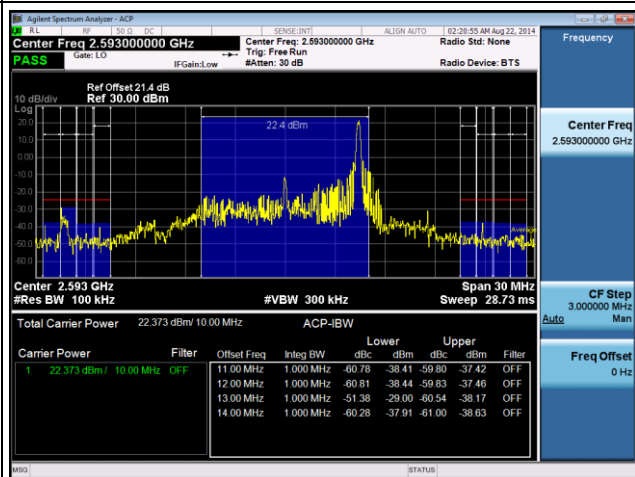 Agilent Spectrum Analyzer - ACP
RL RF 50 Ω DC SENSE:INT ALIGN AUTO 02:20:55 AM Aug 22, 2014
Center Freq 2.593000000 GHz Center Freq: 2.593000000 GHz Radio Std: None
PASS Gate: LO IFGain:Low Trig: Free Run #Atten: 30 dB Radio Device: BTS
Frequency
Ref Offset 21.4 dB
10 dB/div Ref 30.00 dBm
Log
20.0
10.0
0.00
-10.0
-20.0
-30.0
-40.0
-50.0
-60.0
22.4 dBm
Average
Center 2.593 GHz Span 30 MHz
#Res BW 100 kHz #VBW 300 kHz Sweep 28.73 ms
Total Carrier Power 22.373 dBm/ 10.00 MHz ACP-IBW
Lower Upper
Carrier Power Filter Offset Freq Integ BW dBc dBm dBc dBm Filter
1 22.373 dBm / 10.00 MHz OFF 11.00 MHz 1.000 MHz -60.78 -38.41 -59.80 -37.42 OFF
12.00 MHz 1.000 MHz -60.81 -38.44 -59.83 -37.46 OFF
13.00 MHz 1.000 MHz -51.38 -29.00 -60.54 -38.17 OFF
14.00 MHz 1.000 MHz -60.28 -37.91 -61.00 -38.63 OFF
Center Freq
2.593000000 GHz
CF Step
3.000000 MHz
Auto Man
Freq Offset
0 Hz
MSG STATUS